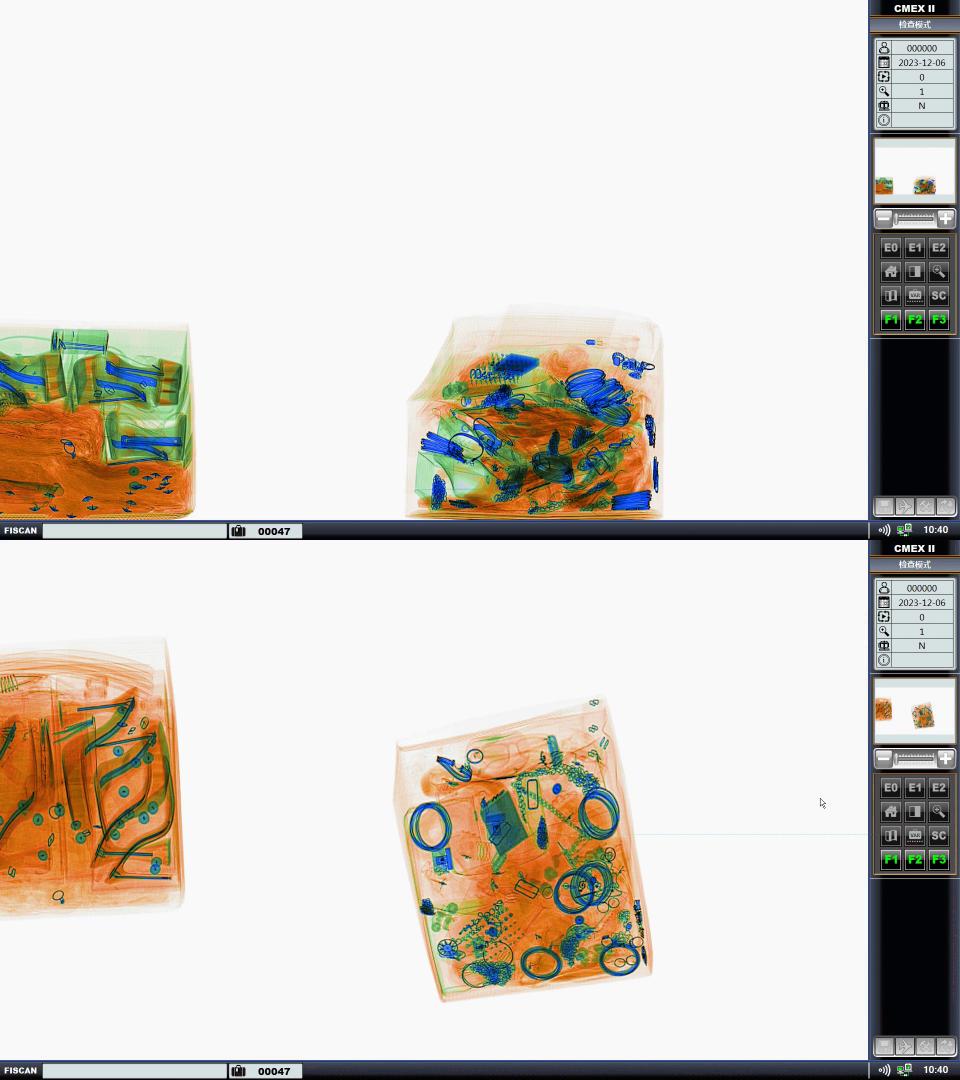 CMEX II
检查模式
000000
2023-12-06
0
1
N
E0 E1 E2
VAR SC
F1 F2 F3
FISCAN 00047 10:40
CMEX II
检查模式
000000
2023-12-06
0
1
N
E0 E1 E2
VAR SC
F1 F2 F3
FISCAN 00047 10:40